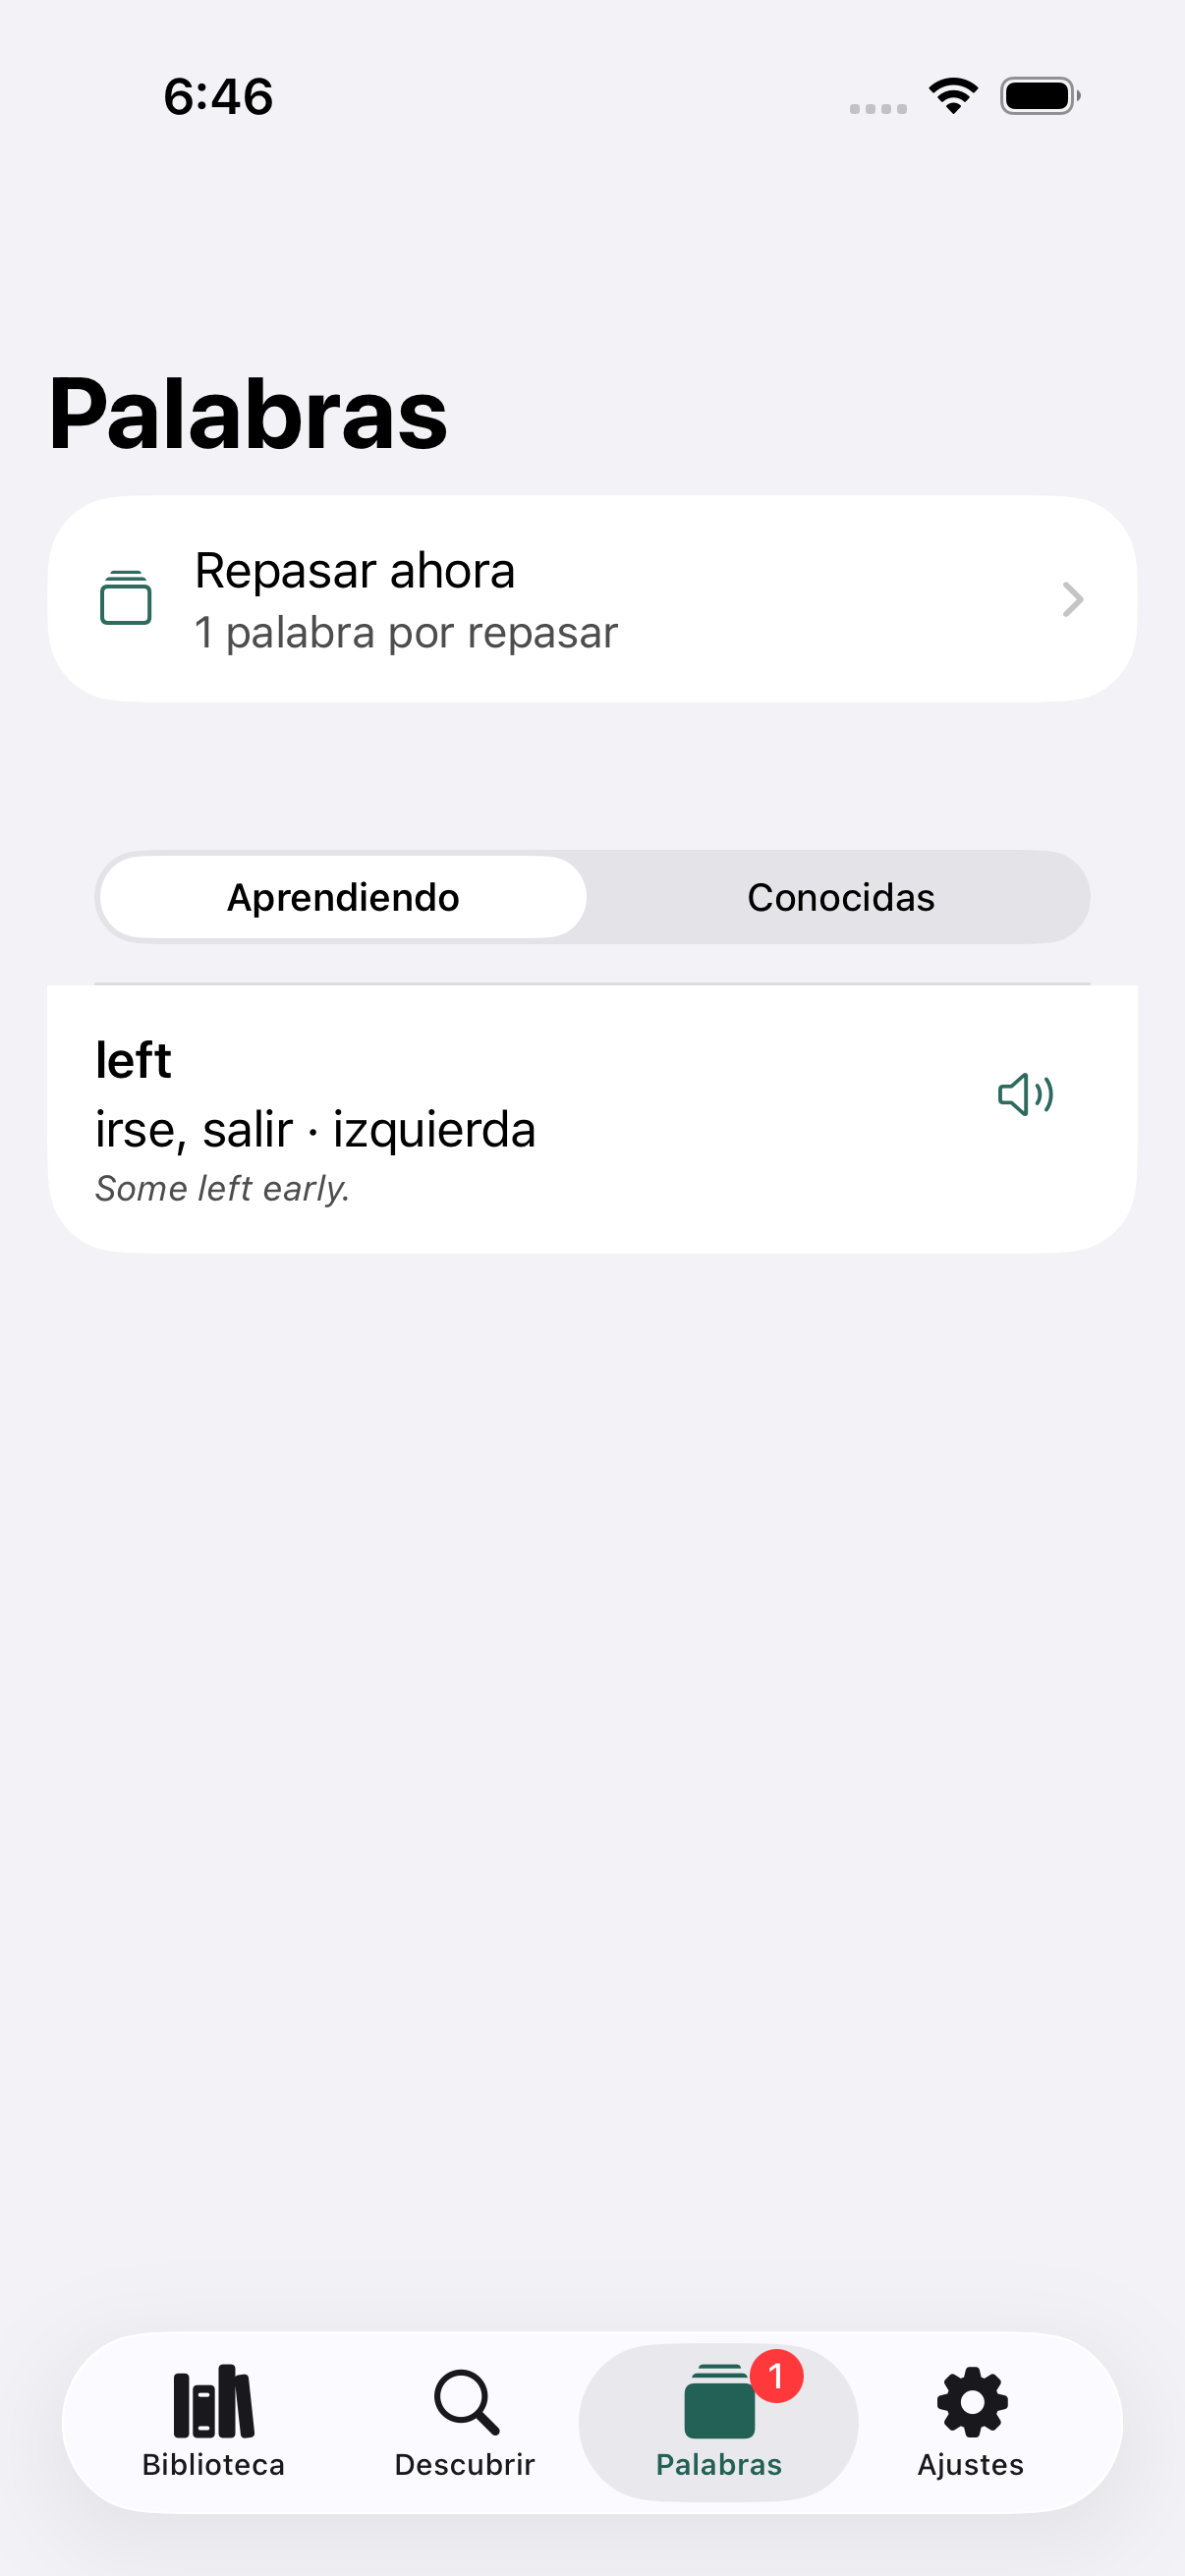 6:46
Palabras
Repasar ahora
1 palabra por repasar
Aprendiendo
Conocidas
left
irse, salir · izquierda
Some left early.
1
Biblioteca
Descubrir
Palabras
Ajustes